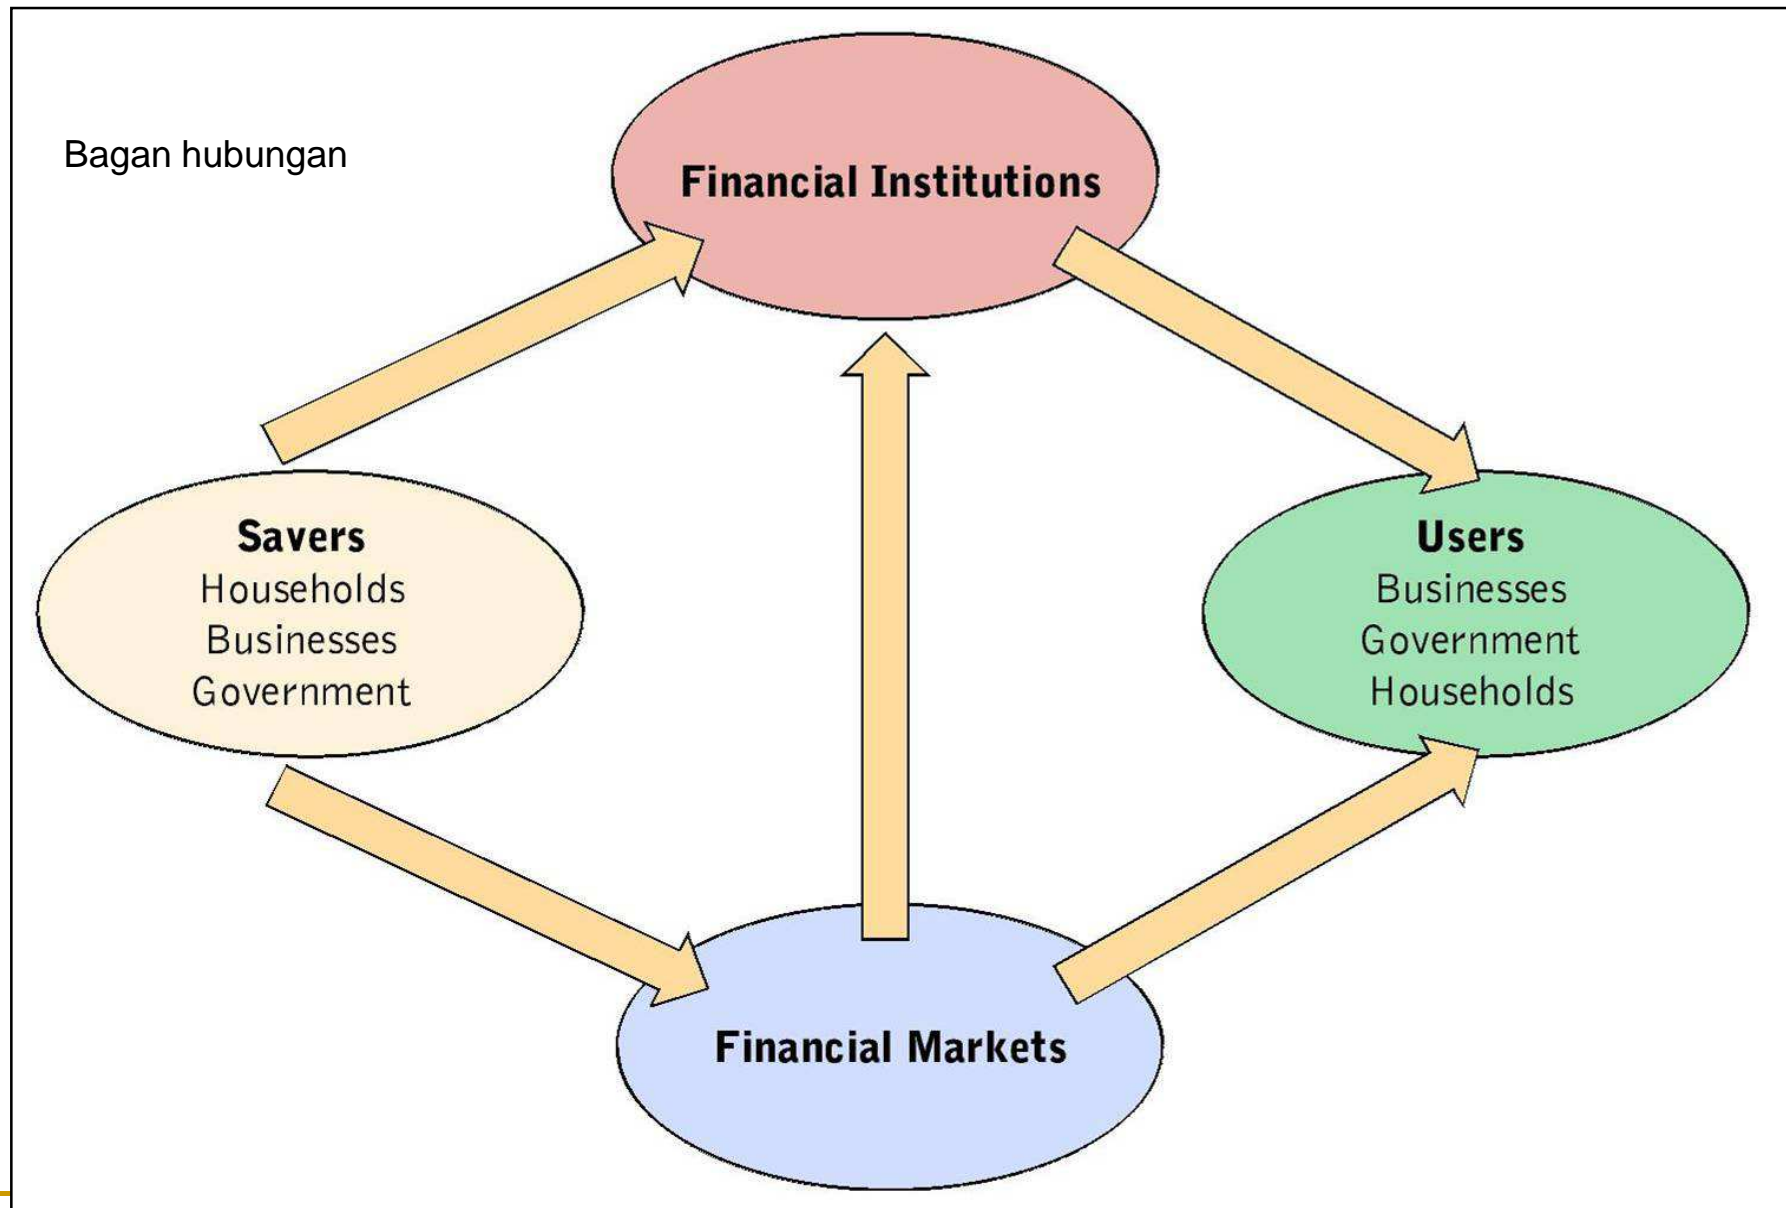 Bagan hubungan
Financial Institutions
Savers
Households
Businesses
Government
Users
Businesses
Government
Households
Financial Markets